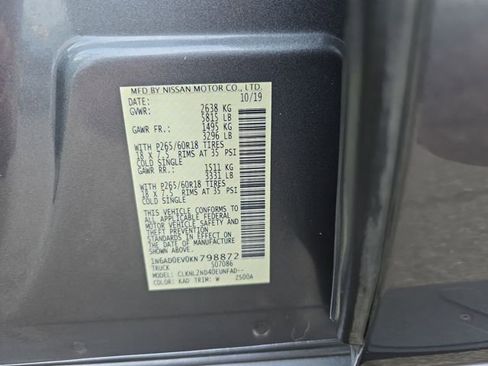 MFD BY NISSAN MOTOR CO., LTD.
DATE: 10/19
GVWR: 2638 KG
5815 LB
GAWR FR.: 1495 KG
3296 LB
WITH P265/60R18 TIRES
18 X 7.5 RIMS AT 35 PSI
COLD SINGLE
GAWR RR.: 1511 KG
3331 LB
WITH P265/60R18 TIRES
18 X 7.5 RIMS AT 35 PSI
COLD SINGLE
THIS VEHICLE CONFORMS TO
ALL APPLICABLE FEDERAL
MOTOR VEHICLE SAFETY AND
THEFT PREVENTION
STANDARDS IN EFFECT ON
THE DATE OF MANUFACTURE
SHOWN ABOVE.
1N6AD0EV0KN798872
TRUCK 507086
MODEL: CLKNLZND40EUNFAD--
COLOR: KAD TRIM: W Z500A